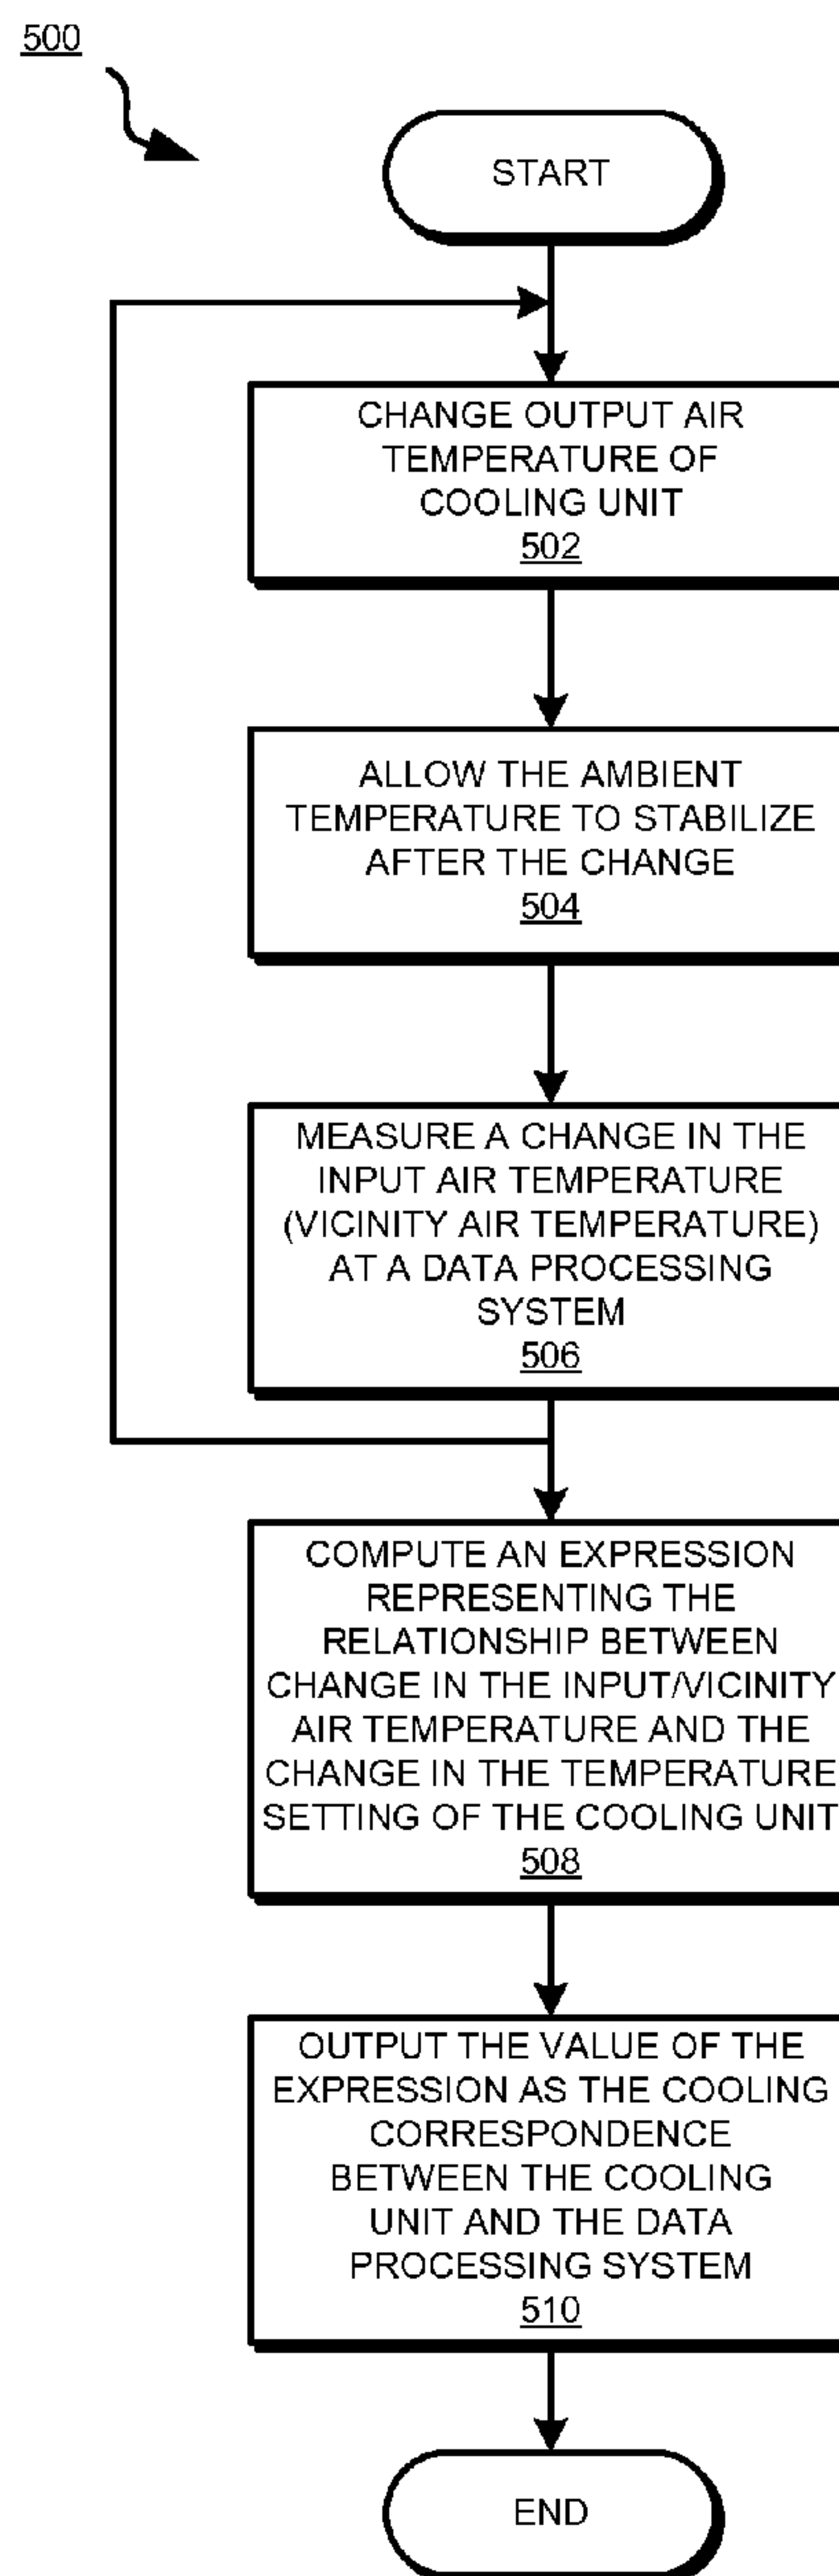 500
START
CHANGE OUTPUT AIR
TEMPERATURE OF
COOLING UNIT
502
ALLOW THE AMBIENT
TEMPERATURE TO STABILIZE
AFTER THE CHANGE
504
MEASURE A CHANGE IN THE
INPUT AIR TEMPERATURE
(VICINITY AIR TEMPERATURE)
AT A DATA PROCESSING
SYSTEM
506
COMPUTE AN EXPRESSION
REPRESENTING THE
RELATIONSHIP BETWEEN
CHANGE IN THE INPUT/VICINITY
AIR TEMPERATURE AND THE
CHANGE IN THE TEMPERATURE
SETTING OF THE COOLING UNIT
508
OUTPUT THE VALUE OF THE
EXPRESSION AS THE COOLING
CORRESPONDENCE
BETWEEN THE COOLING
UNIT AND THE DATA
PROCESSING SYSTEM
510
END